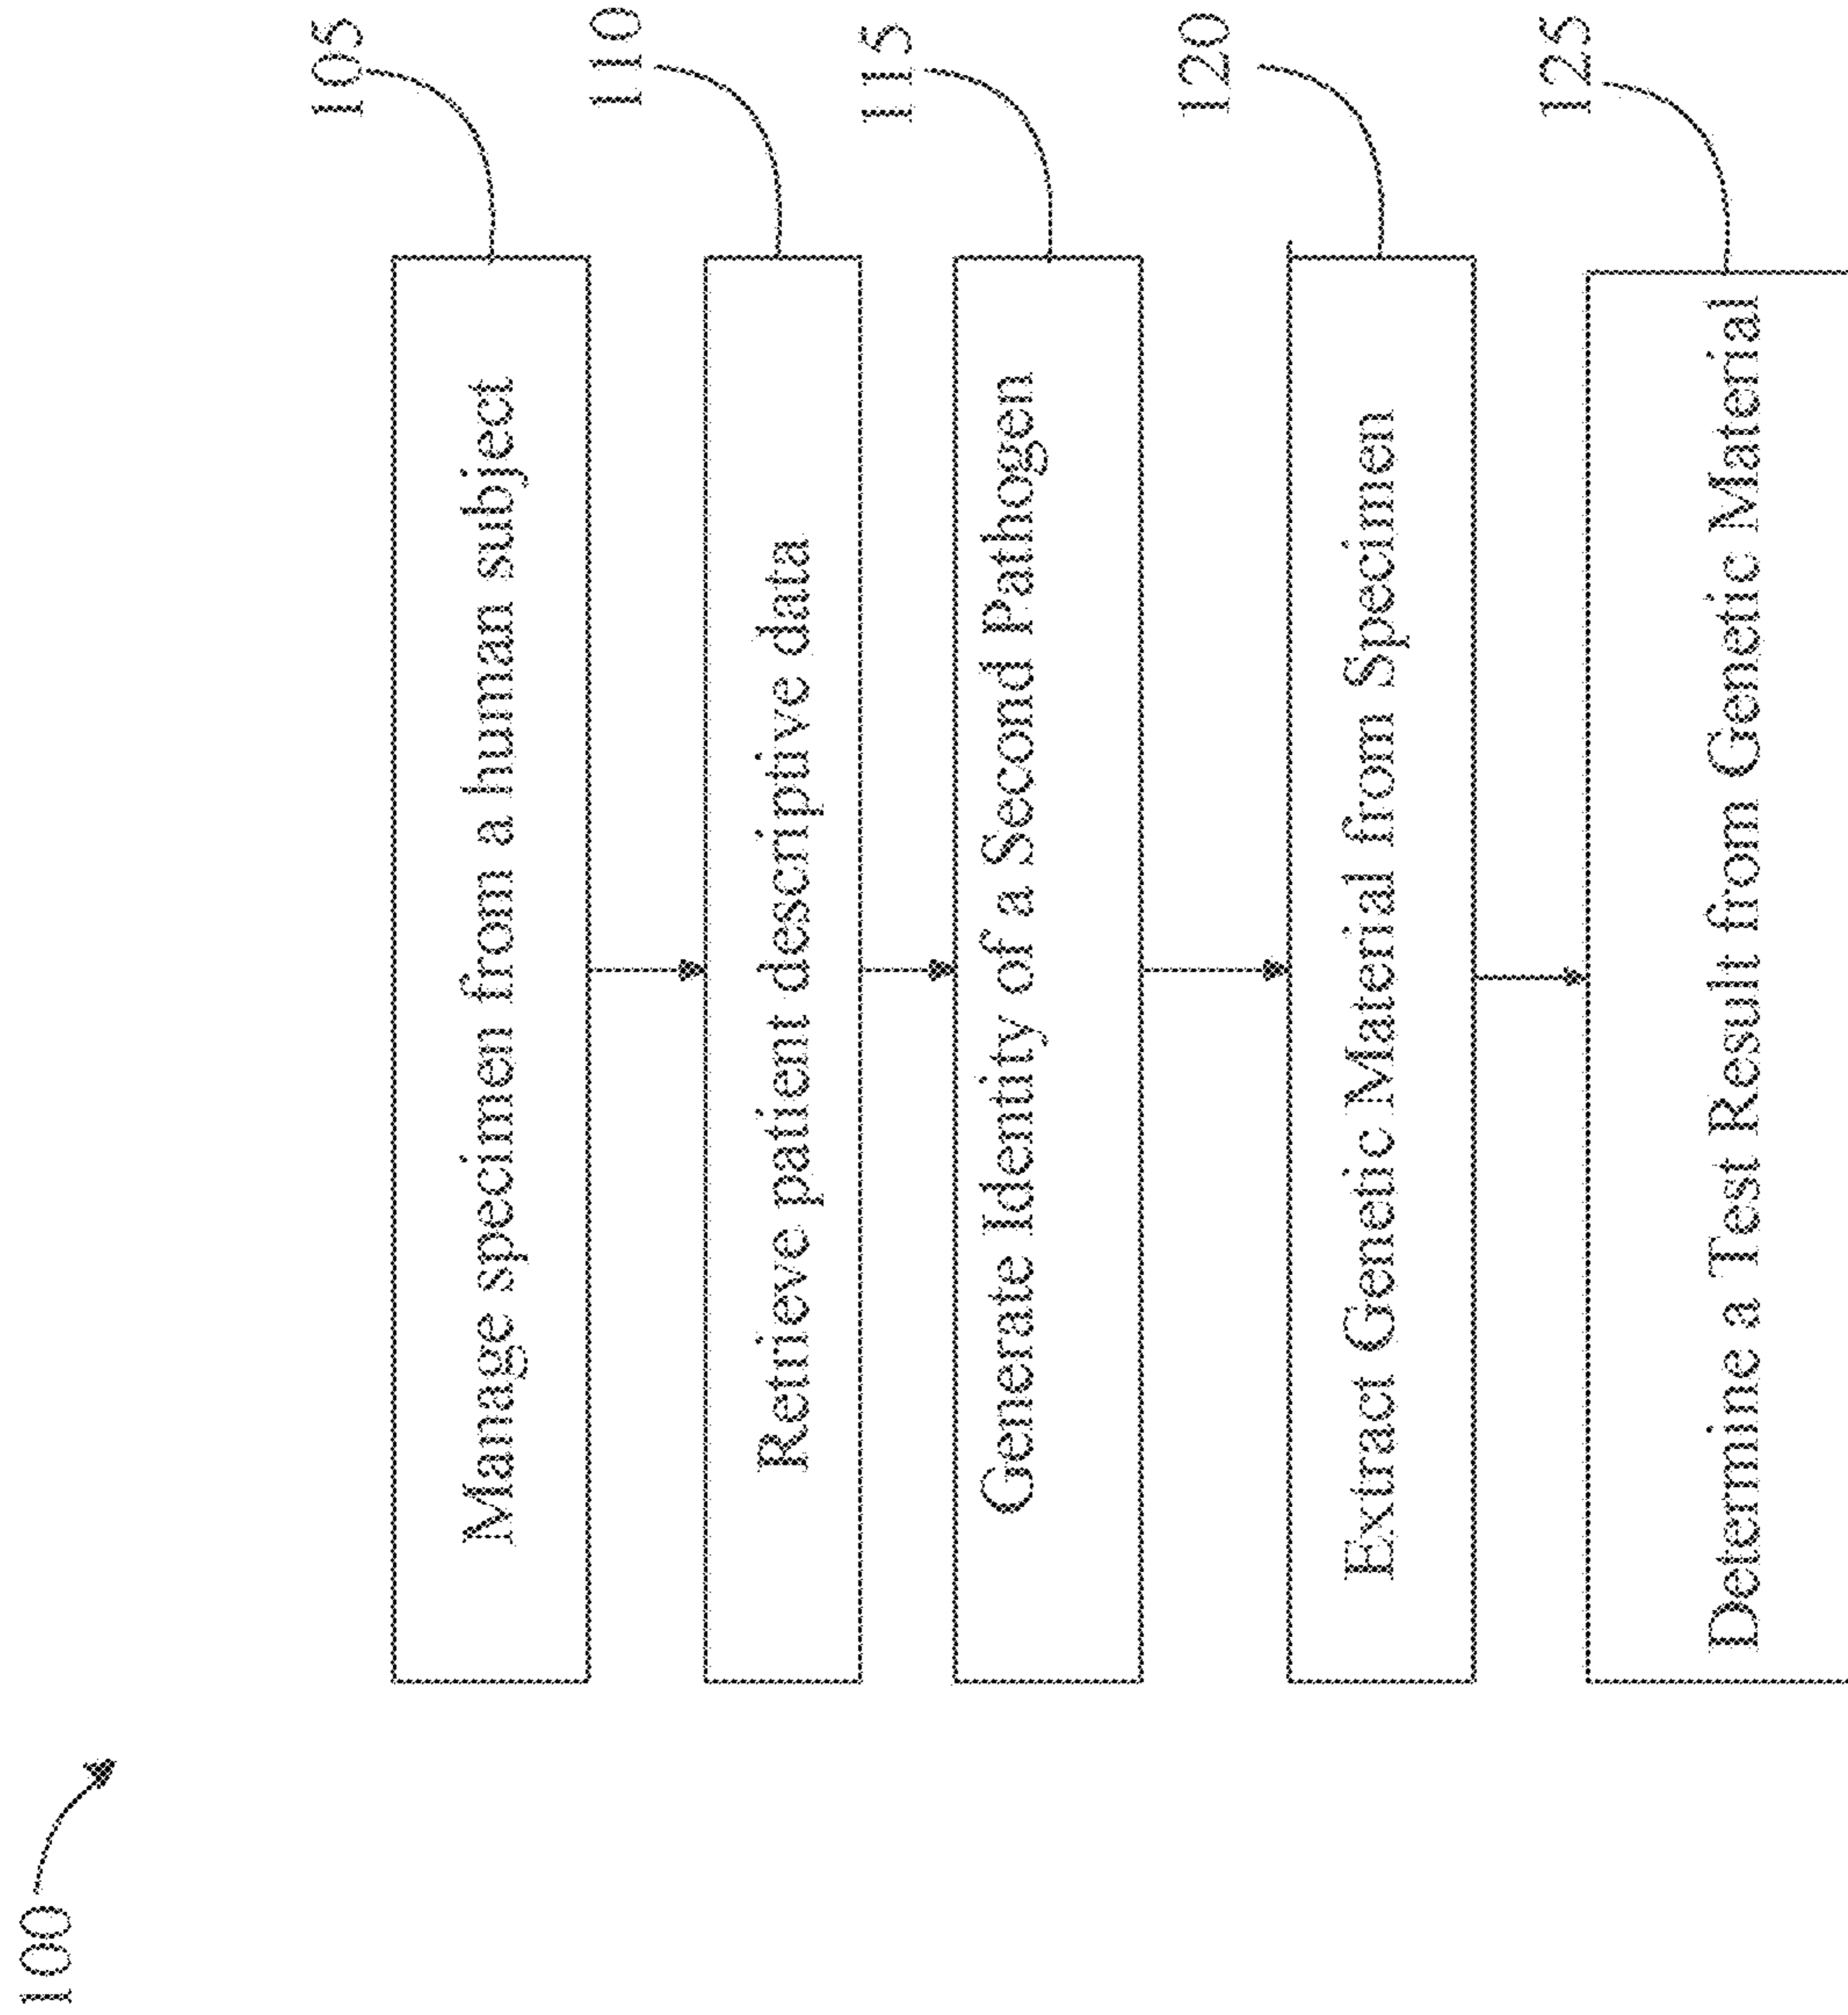 100
Manage specimen from a human subject
105
Retrieve patient descriptive data
110
Generate Identity of a Second Pathogen
115
Extract Genetic Material from Specimen
120
Determine a Test Result from Genetic Material
125